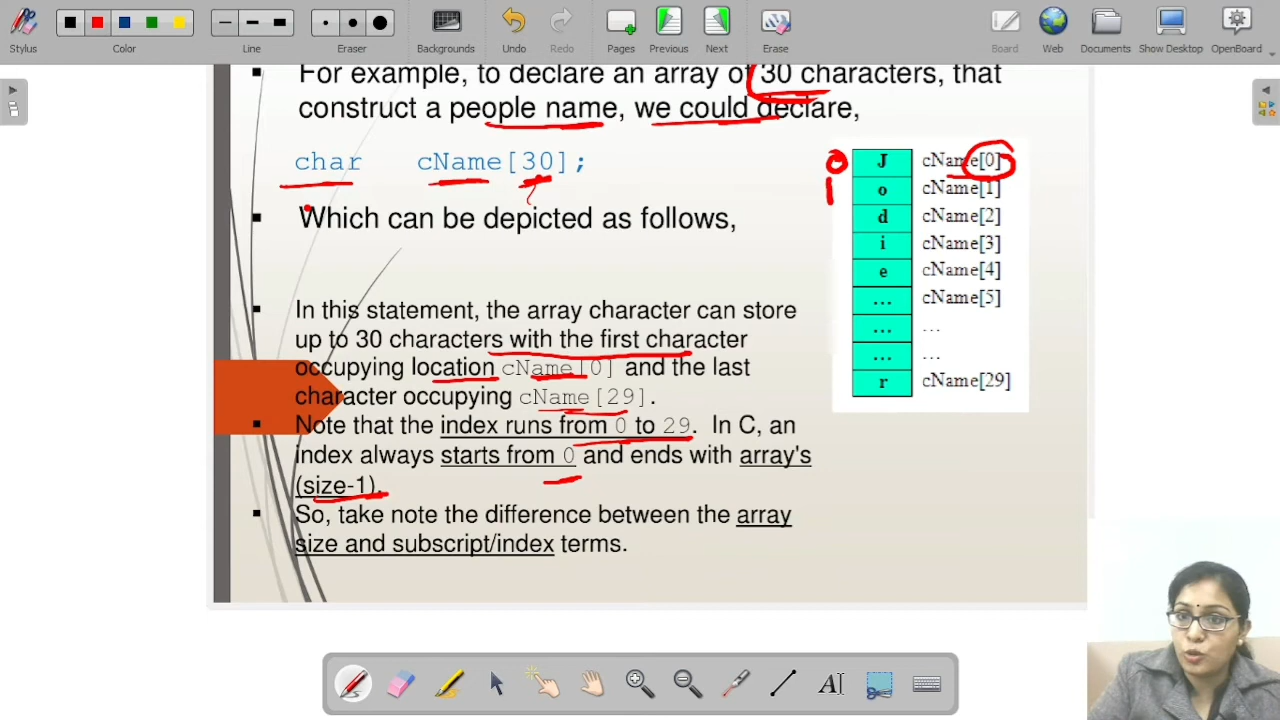 Stylus
Color
Line
Eraser
Backgrounds
Undo
Redo
Pages
Previous
Next
Erase
Board
Web
Documents
Show Desktop
OpenBoard
For example, to declare an array of 30 characters, that
construct a people name, we could declare,
char cName[30];
Which can be depicted as follows,
In this statement, the array character can store
up to 30 characters with the first character
occupying location cName[0] and the last
character occupying cName[29].
Note that the index runs from 0 to 29. In C, an
index always starts from 0 and ends with array's
(size-1).
So, take note the difference between the array
size and subscript/index terms.
0 J cName[0]
1 o cName[1]
d cName[2]
i cName[3]
e cName[4]
... cName[5]
... ...
... ...
r cName[29]